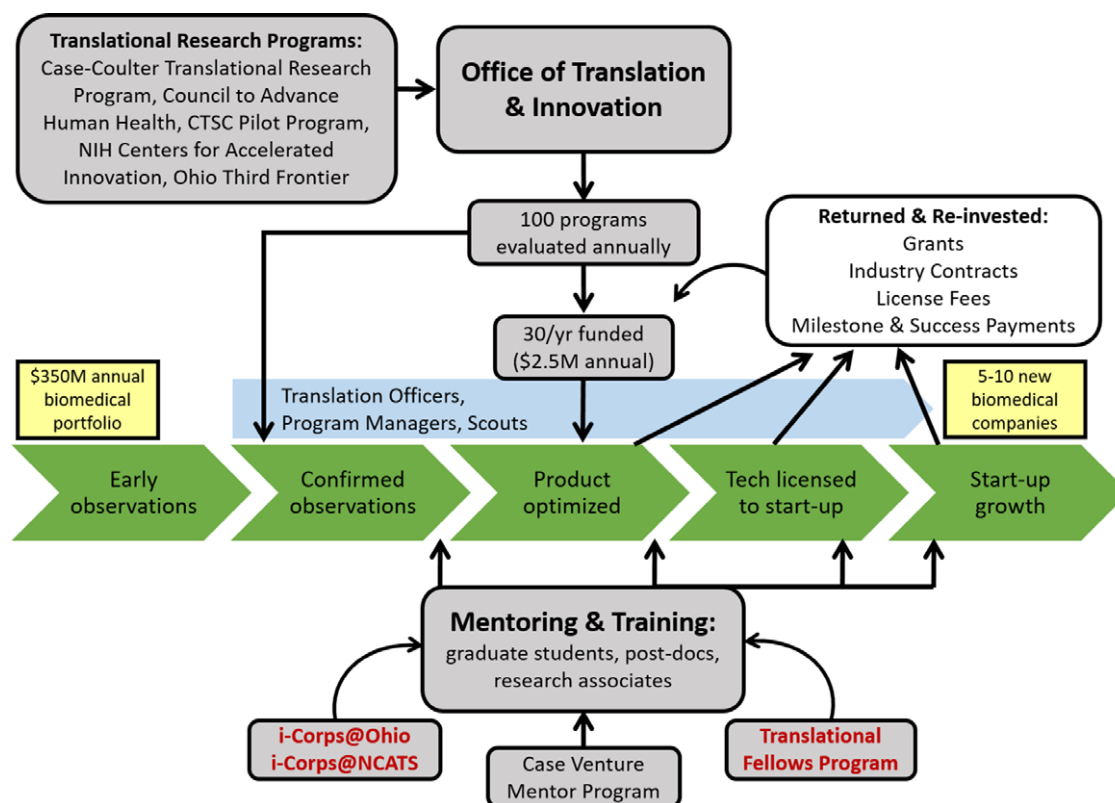 Translational Research Programs:
Case-Coulter Translational Research
Program, Council to Advance
Human Health, CTSC Pilot Program,
NIH Centers for Accelerated
Innovation, Ohio Third Frontier
Office of Translation
& Innovation
100 programs
evaluated annually
Returned & Re-invested:
Grants
Industry Contracts
License Fees
Milestone & Success Payments
30/yr funded
($2.5M annual)
$350M annual
biomedical
portfolio
Translation Officers,
Program Managers, Scouts
5-10 new
biomedical
companies
Early
observations
Confirmed
observations
Product
optimized
Tech licensed
to start-up
Start-up
growth
Mentoring & Training:
graduate students, post-docs,
research associates
i-Corps@Ohio
i-Corps@NCATS
Case Venture
Mentor Program
Translational
Fellows Program